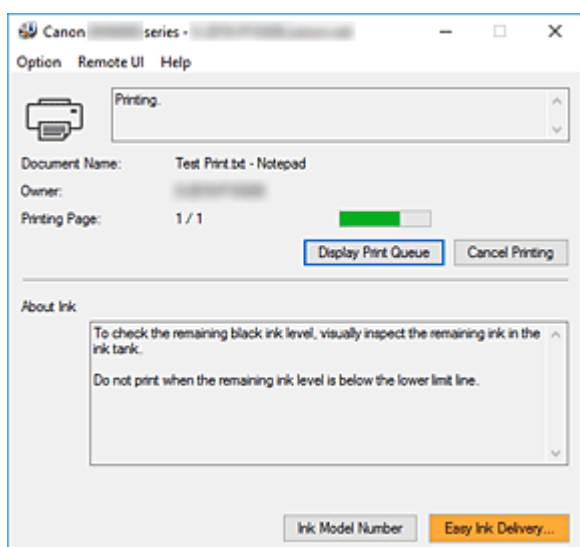 Canon series -
Option Remote UI Help
Printing.
Document Name: Test Print.txt - Notepad
Owner:
Printing Page: 1 / 1
Display Print Queue Cancel Printing
About Ink
To check the remaining black ink level, visually inspect the remaining ink in the
ink tank.
Do not print when the remaining ink level is below the lower limit line.
Ink Model Number Easy Ink Delivery...